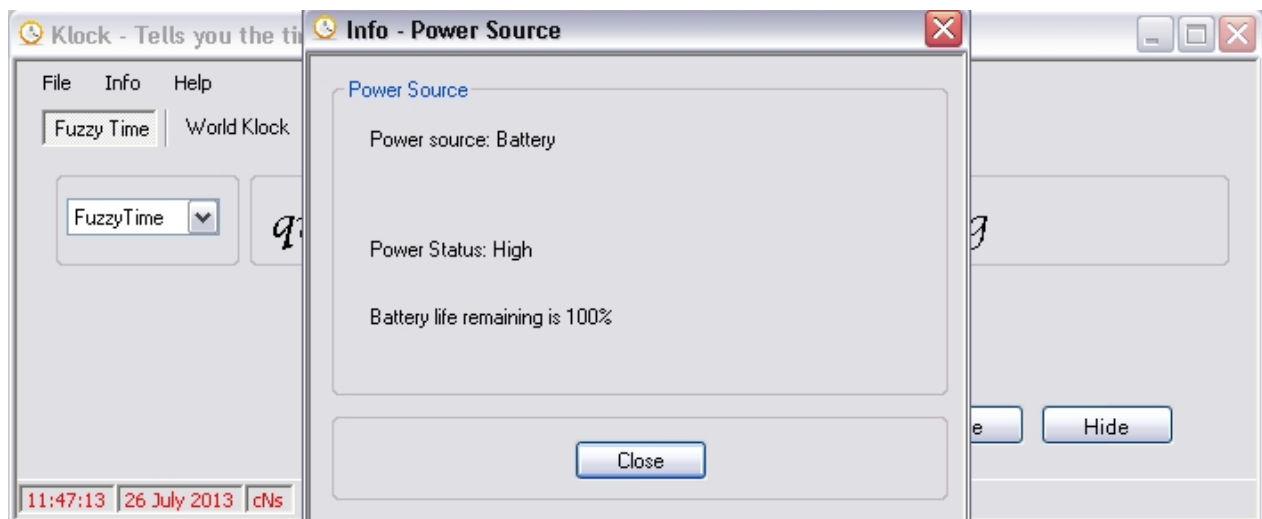 Klock - Tells you the
Info - Power Source
File Info Help
Fuzzy Time World Klock
Power Source
Power source: Battery
FuzzyTime
Power Status: High
Battery life remaining is 100%
Hide
Close
11:47:13 26 July 2013 cNs